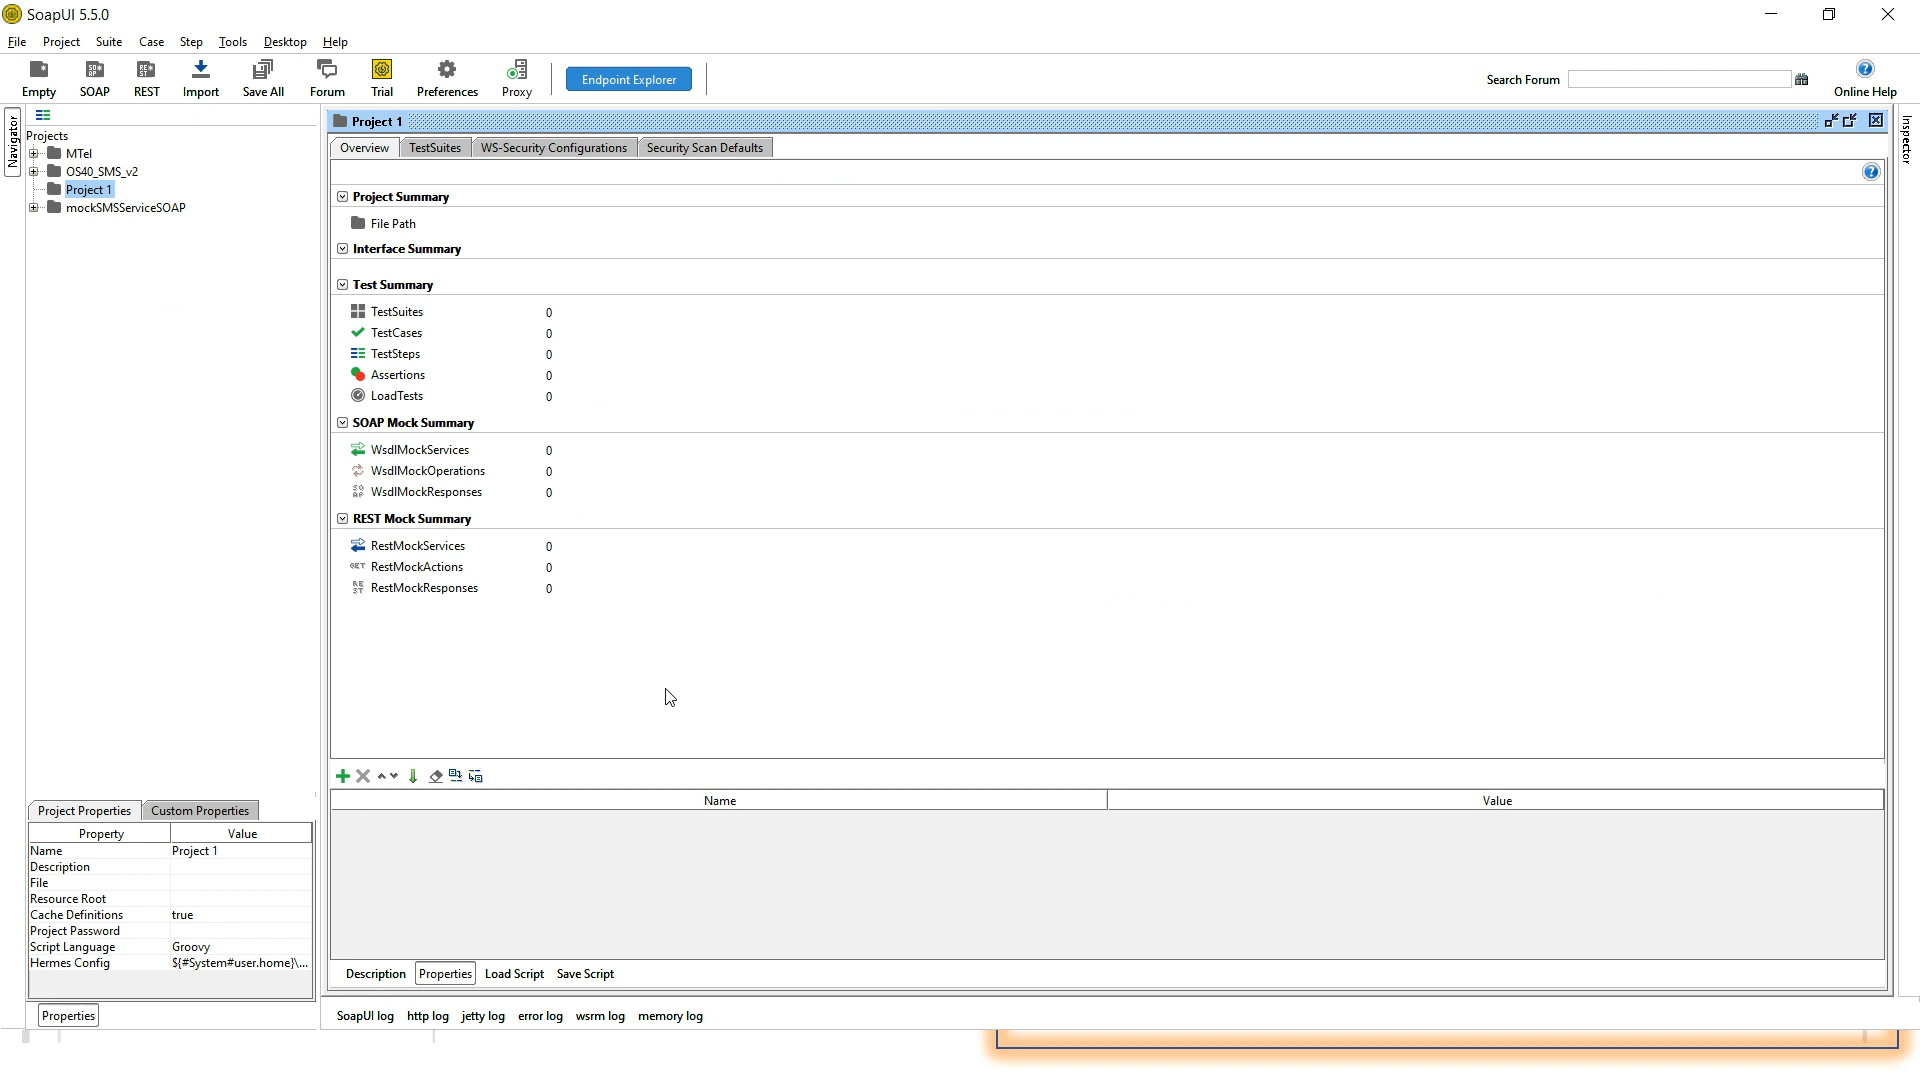 SoapUI 5.5.0
File Project Suite Case Step Tools Desktop Help
Empty SOAP REST Import Save All Forum Trial Preferences Proxy Endpoint Explorer Search Forum Online Help
Navigator
Inspector
Projects
MTel
OS40_SMS_v2
Project 1
mockSMSServiceSOAP
Project 1
Overview TestSuites WS-Security Configurations Security Scan Defaults
Project Summary
File Path
Interface Summary
Test Summary
TestSuites 0
TestCases 0
TestSteps 0
Assertions 0
LoadTests 0
SOAP Mock Summary
WsdlMockServices 0
WsdlMockOperations 0
WsdlMockResponses 0
REST Mock Summary
RestMockServices 0
RestMockActions 0
RestMockResponses 0
Name Value
Description Properties Load Script Save Script
Project Properties Custom Properties
Property Value
Name Project 1
Description
File
Resource Root
Cache Definitions true
Project Password
Script Language Groovy
Hermes Config ${#System#user.home}\...
Properties
SoapUI log http log jetty log error log wsrm log memory log